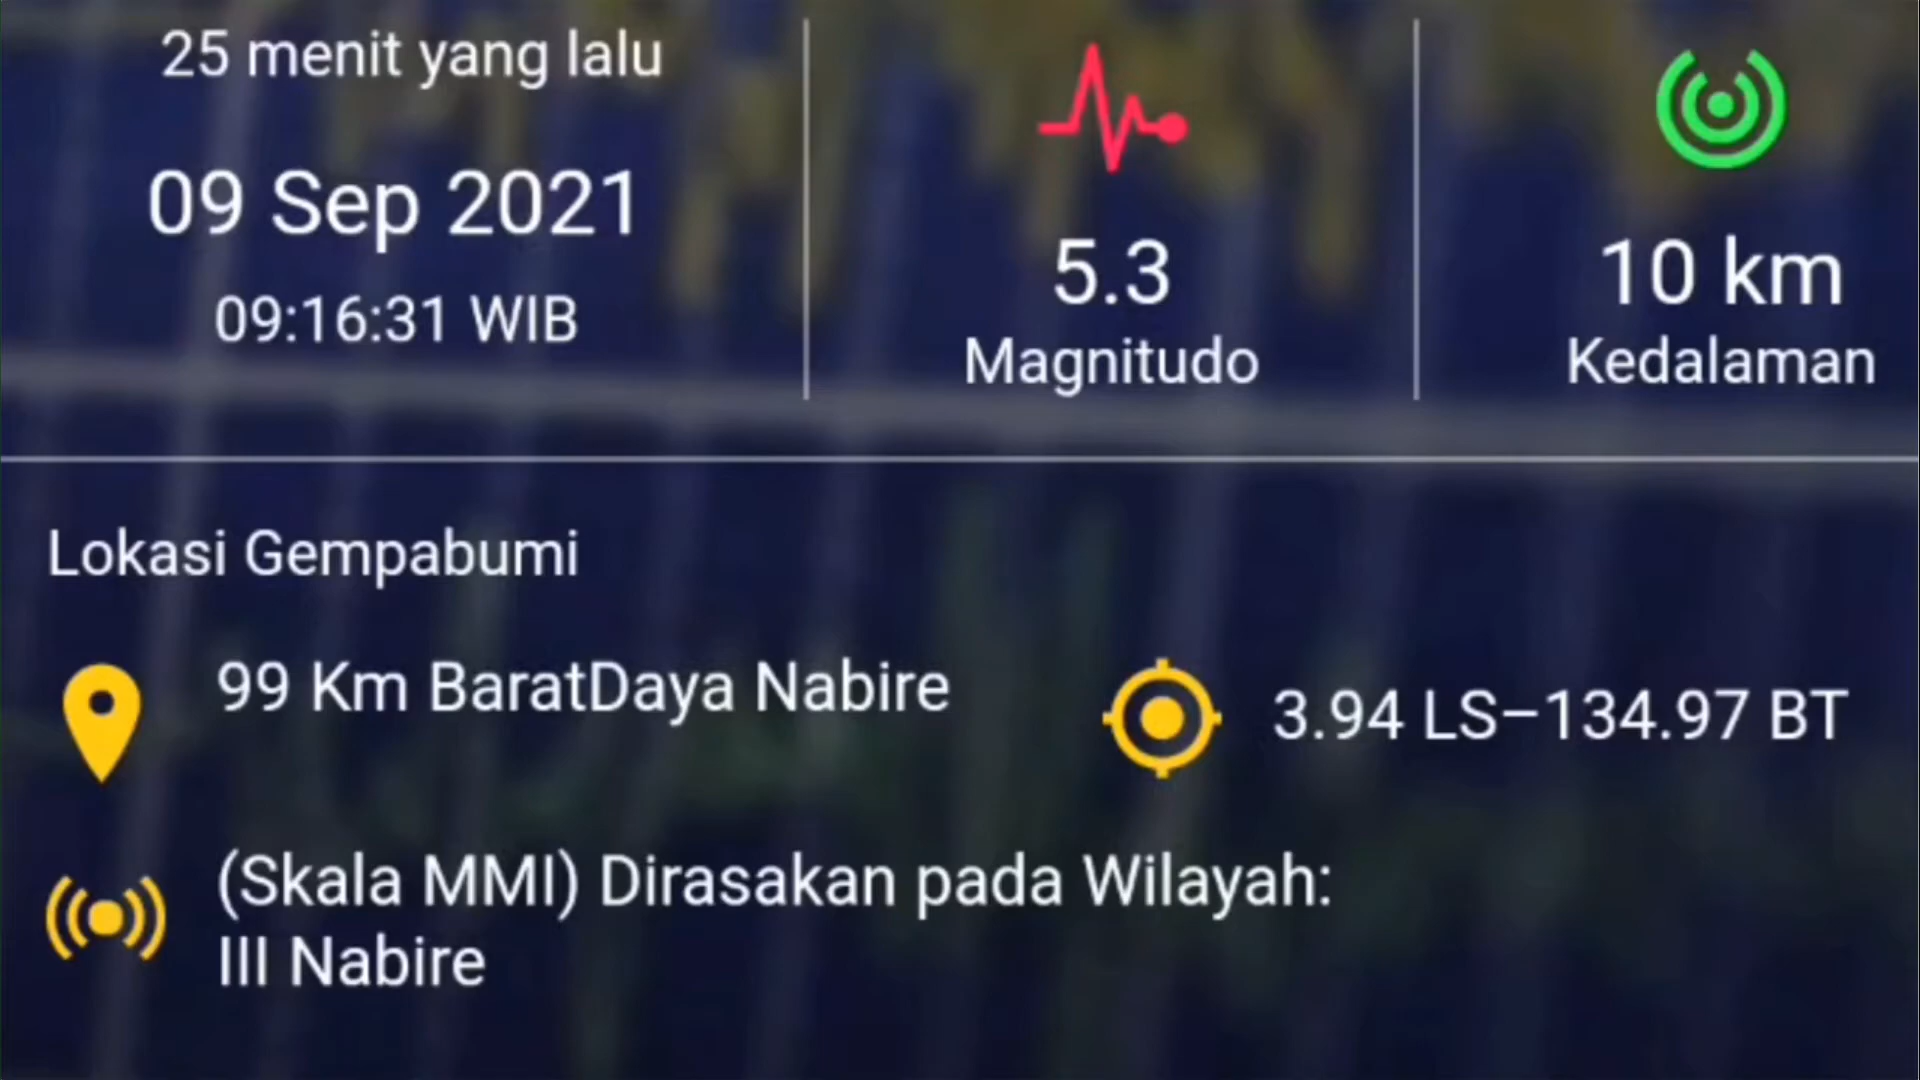 25 menit yang lalu
09 Sep 2021
09:16:31 WIB
5.3
Magnitudo
10 km
Kedalaman
Lokasi Gempabumi
99 Km BaratDaya Nabire
3.94 LS–134.97 BT
(Skala MMI) Dirasakan pada Wilayah:
III Nabire